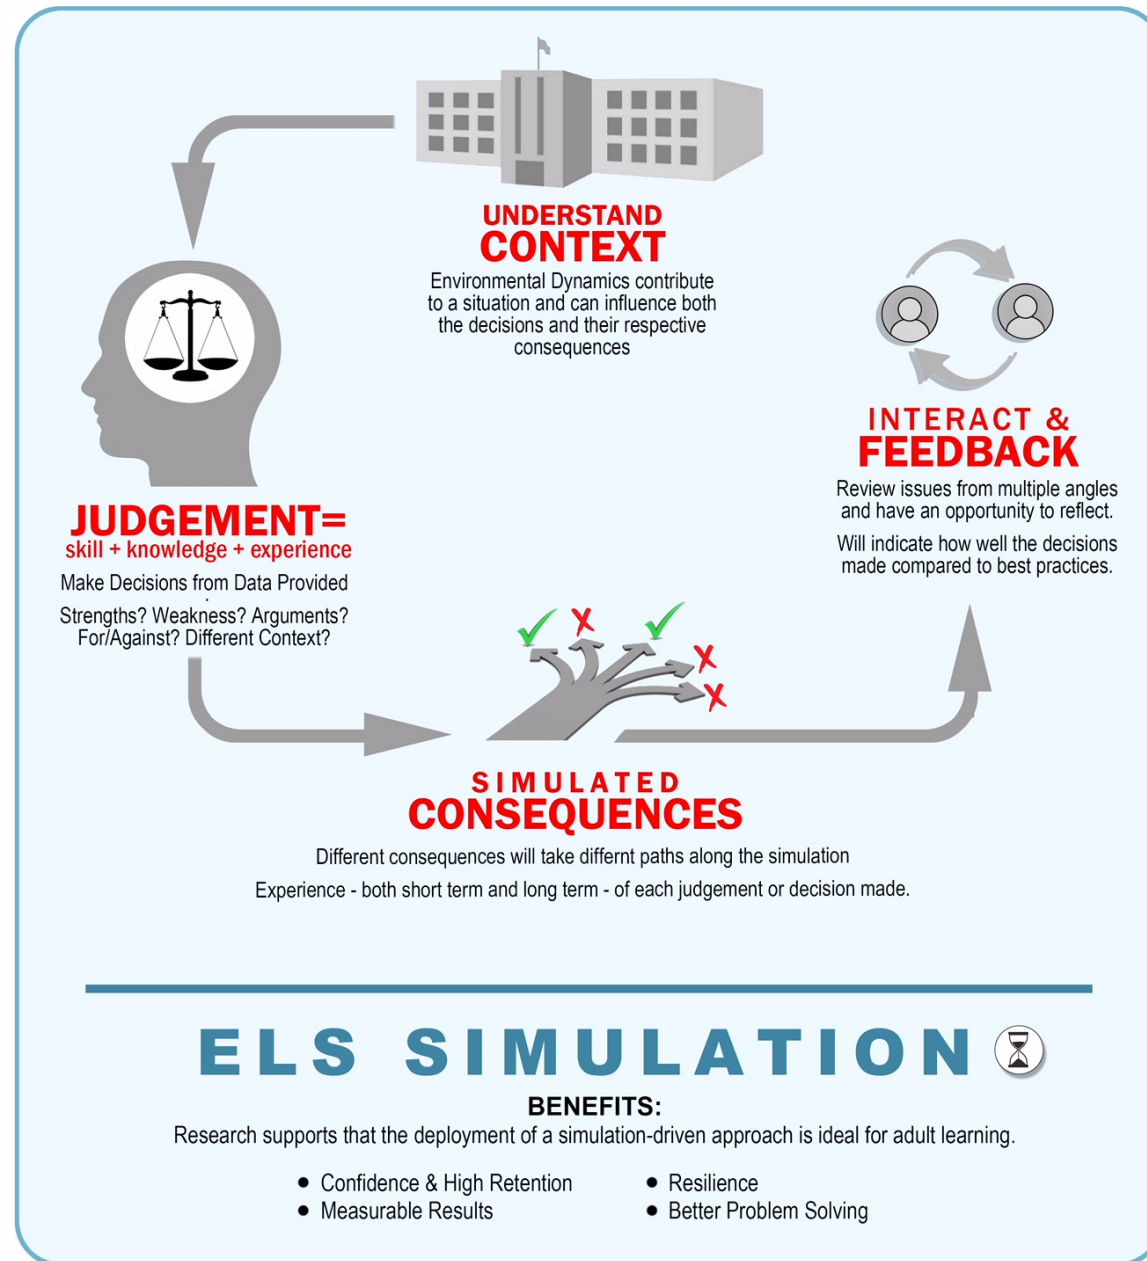 UNDERSTAND
CONTEXT
Environmental Dynamics contribute
to a situation and can influence both
the decisions and their respective
consequences
JUDGEMENT=
skill + knowledge + experience
Make Decisions from Data Provided
.
Strengths? Weakness? Arguments?
For/Against? Different Context?
SIMULATED
CONSEQUENCES
Different consequences will take differnt paths along the simulation
Experience - both short term and long term - of each judgement or decision made.
INTERACT &
FEEDBACK
Review issues from multiple angles
and have an opportunity to reflect.
Will indicate how well the decisions
made compared to best practices.
ELS SIMULATION
BENEFITS:
Research supports that the deployment of a simulation-driven approach is ideal for adult learning.
• Confidence & High Retention
• Measurable Results
• Resilience
• Better Problem Solving